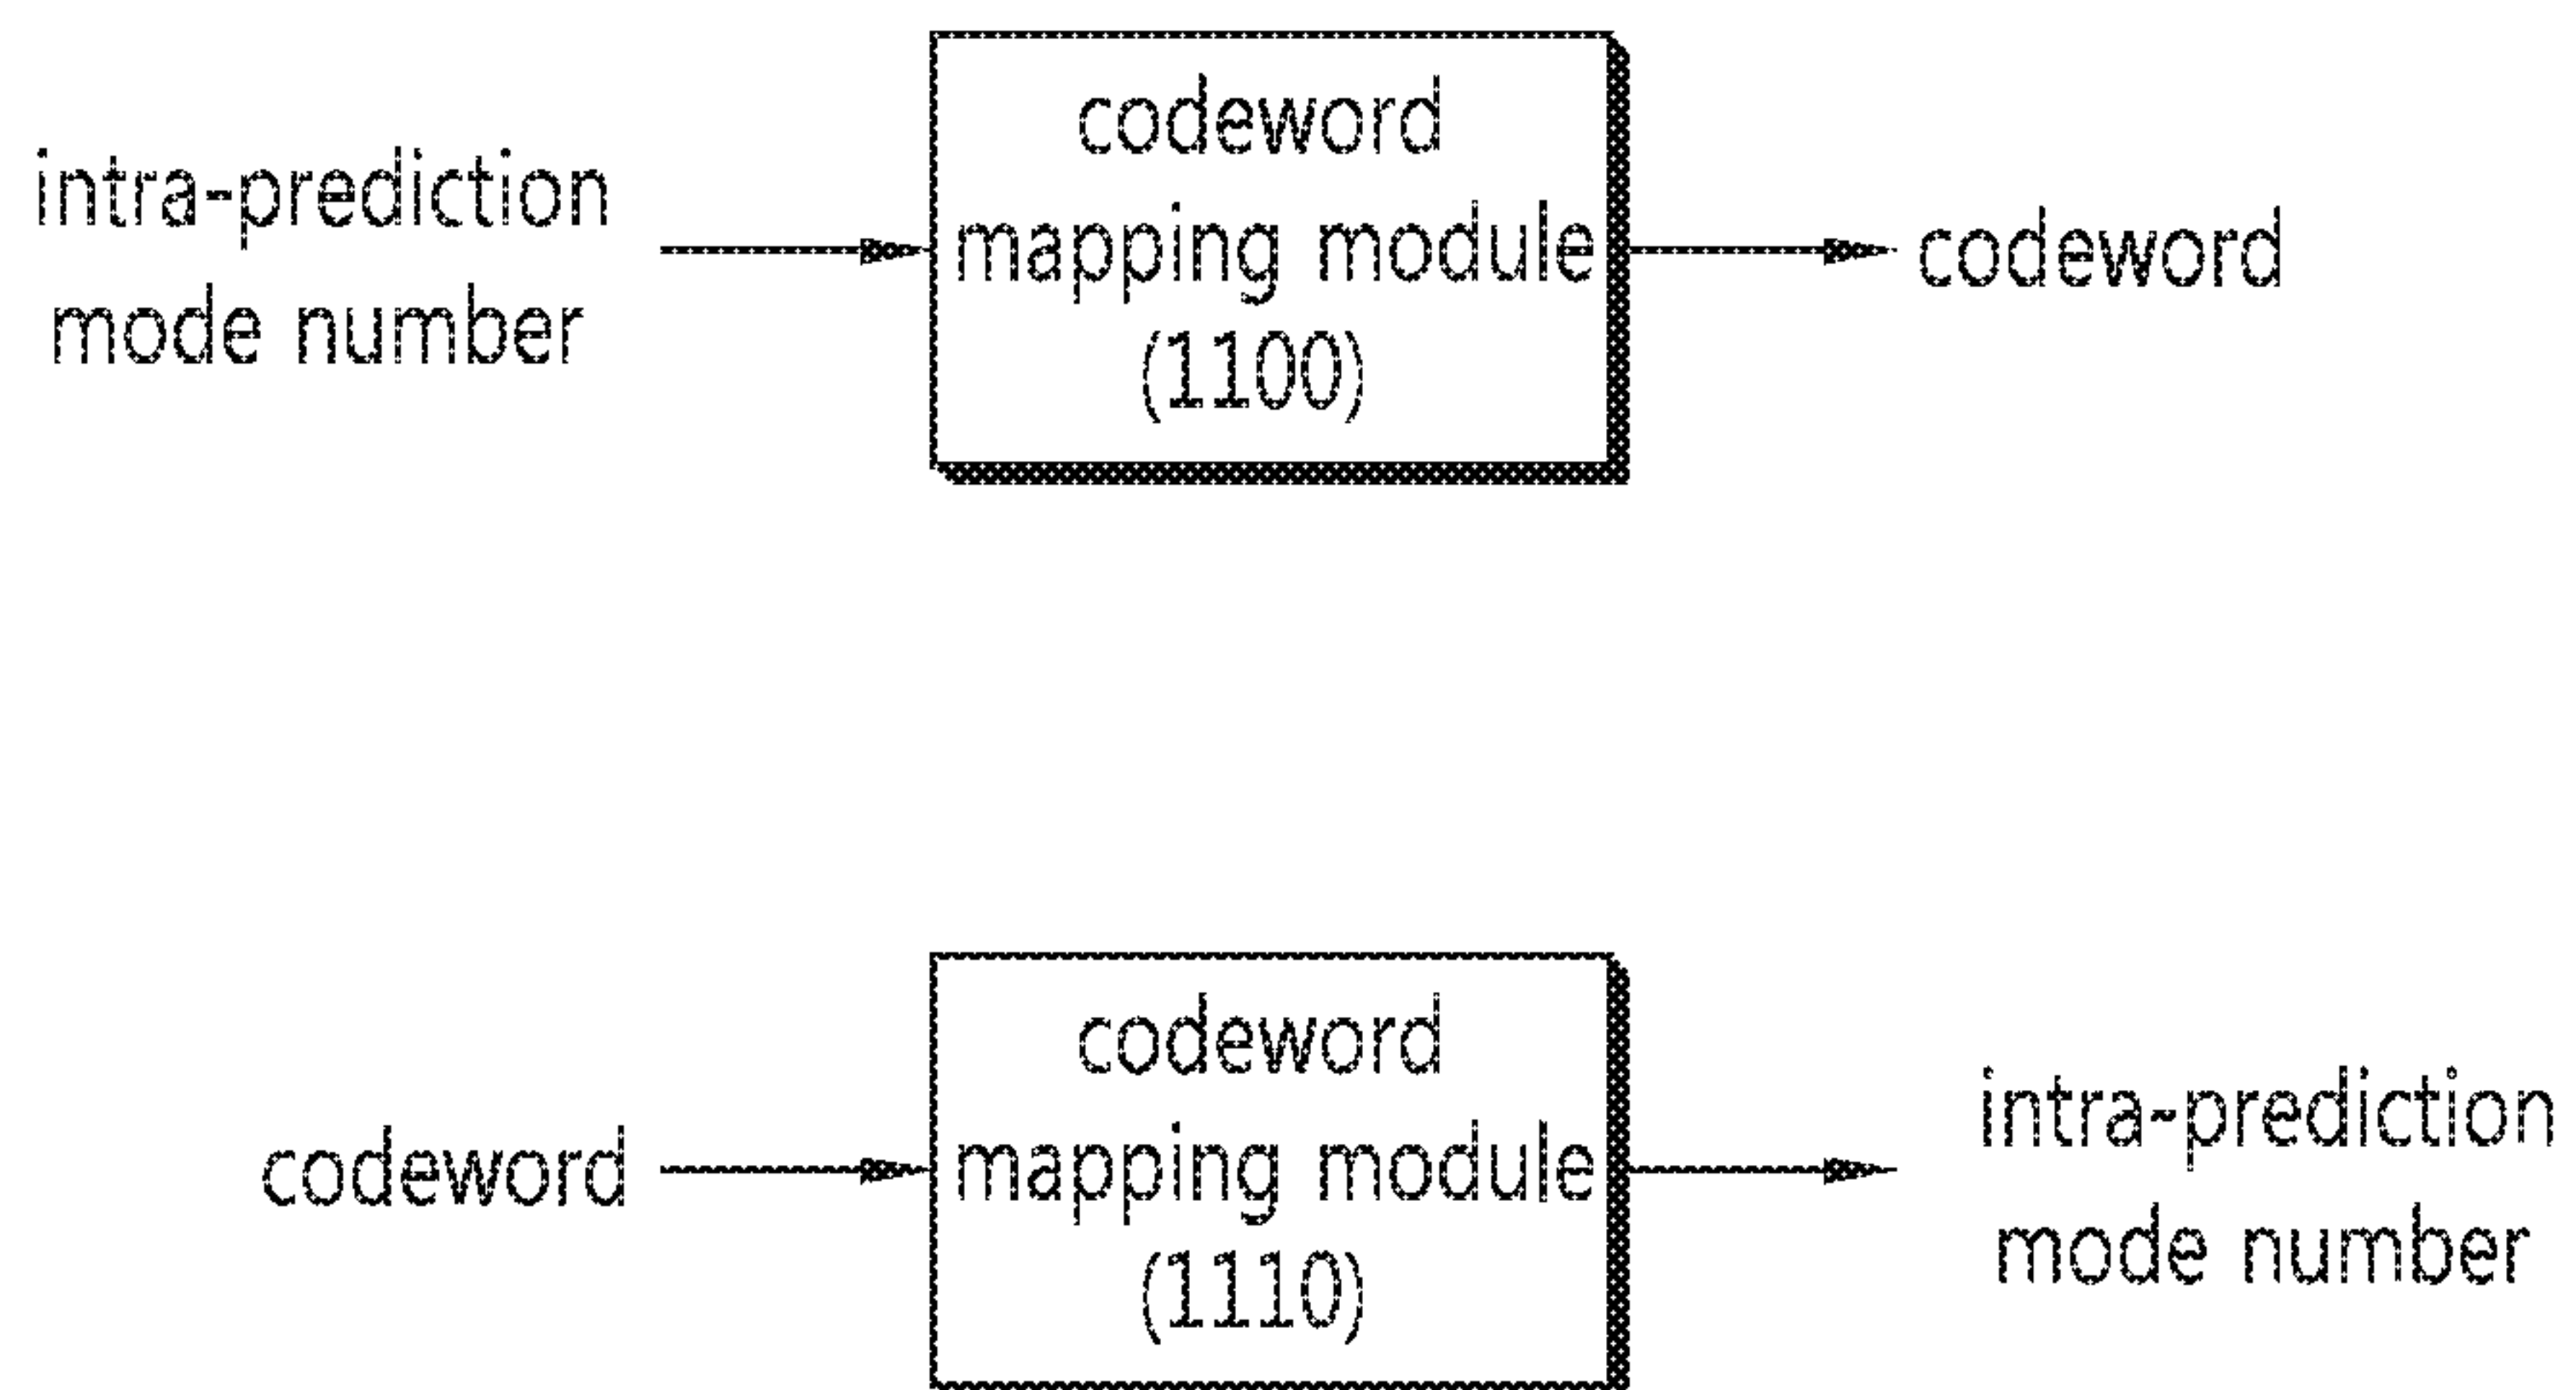 intra-prediction
mode number
codeword
mapping module
(1100)
codeword
codeword
codeword
mapping module
(1110)
intra-prediction
mode number